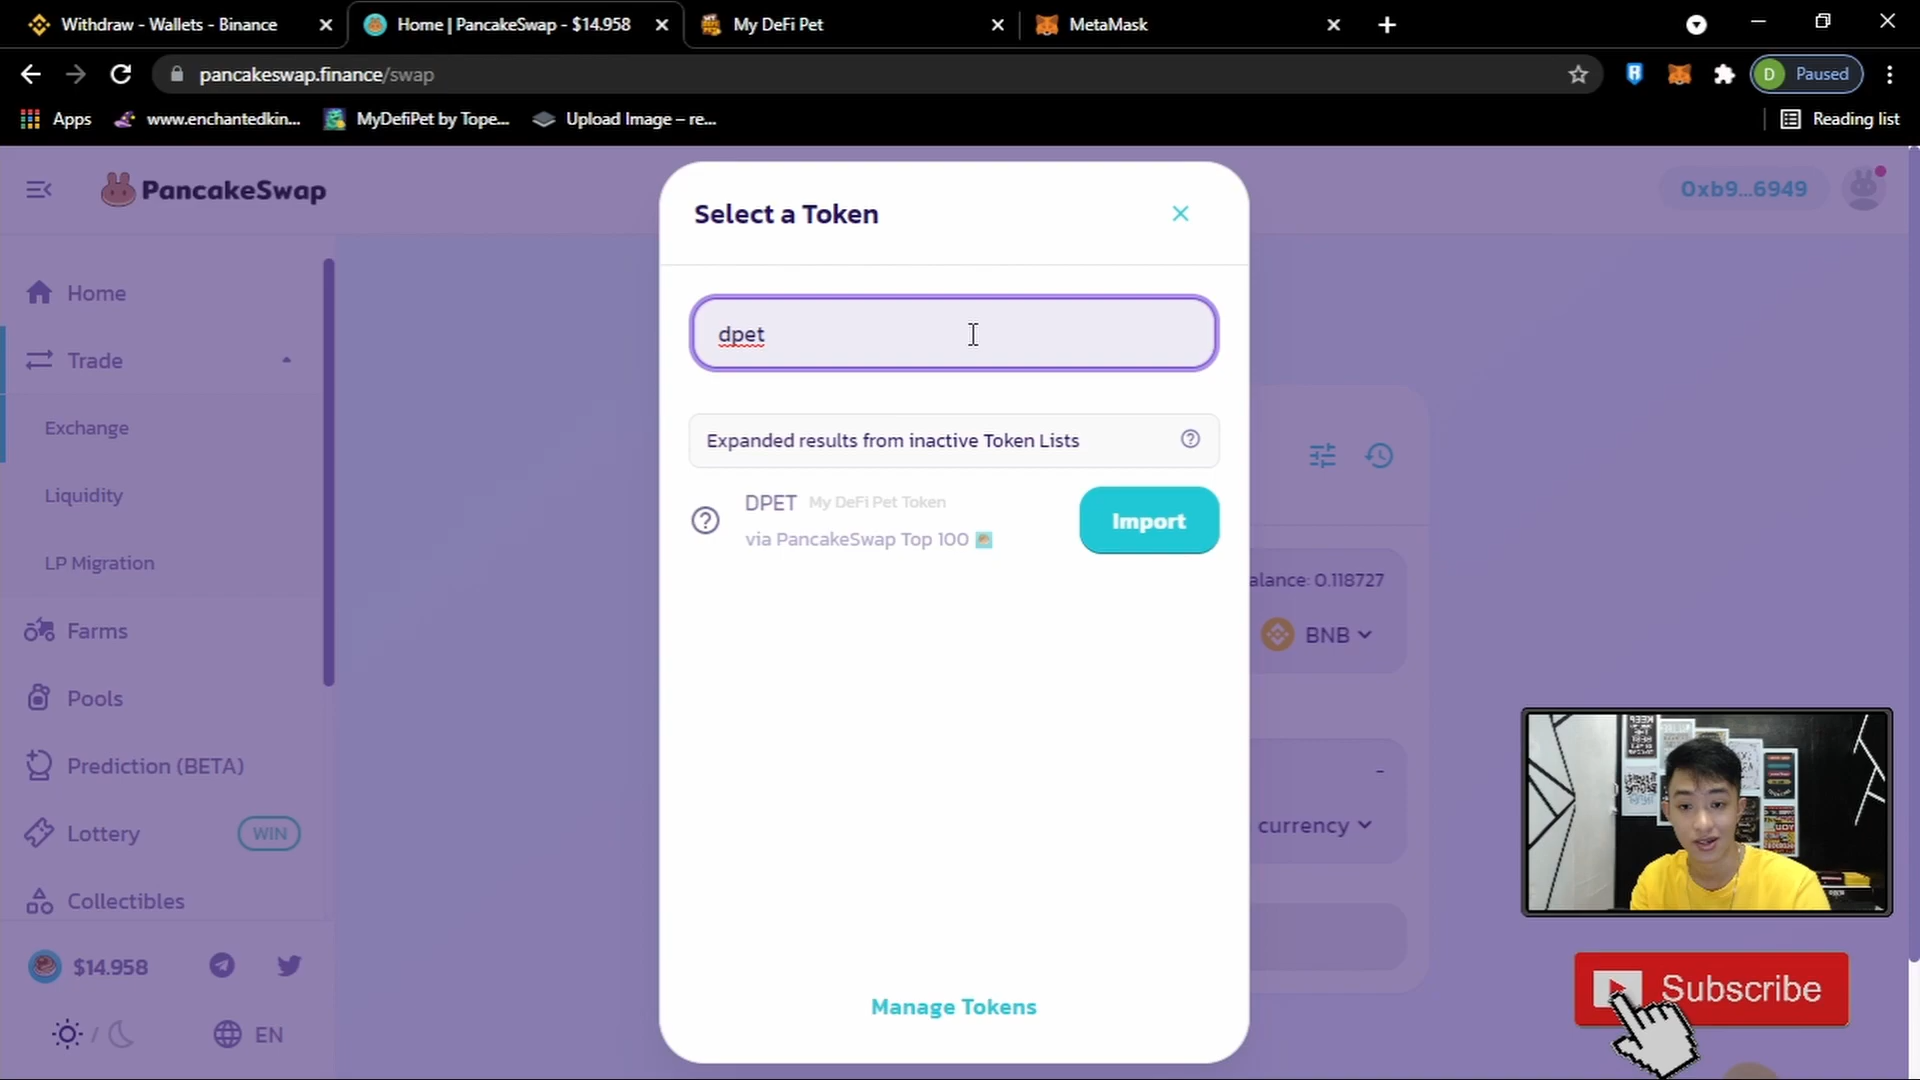 Withdraw - Wallets - Binance
Home | PancakeSwap - $14.958
My DeFi Pet
MetaMask
pancakeswap.finance/swap
D Paused
Apps
www.enchantedkin...
MyDefiPet by Tope...
Upload Image – re...
Reading list
PancakeSwap
0xb9...6949
Select a Token
dpet
Expanded results from inactive Token Lists
DPET My DeFi Pet Token
via PancakeSwap Top 100
Import
Manage Tokens
Home
Trade
Exchange
Liquidity
LP Migration
Farms
Pools
Prediction (BETA)
Lottery
WIN
Collectibles
$14.958
/
EN
alance: 0.118727
BNB
-
currency
Subscribe